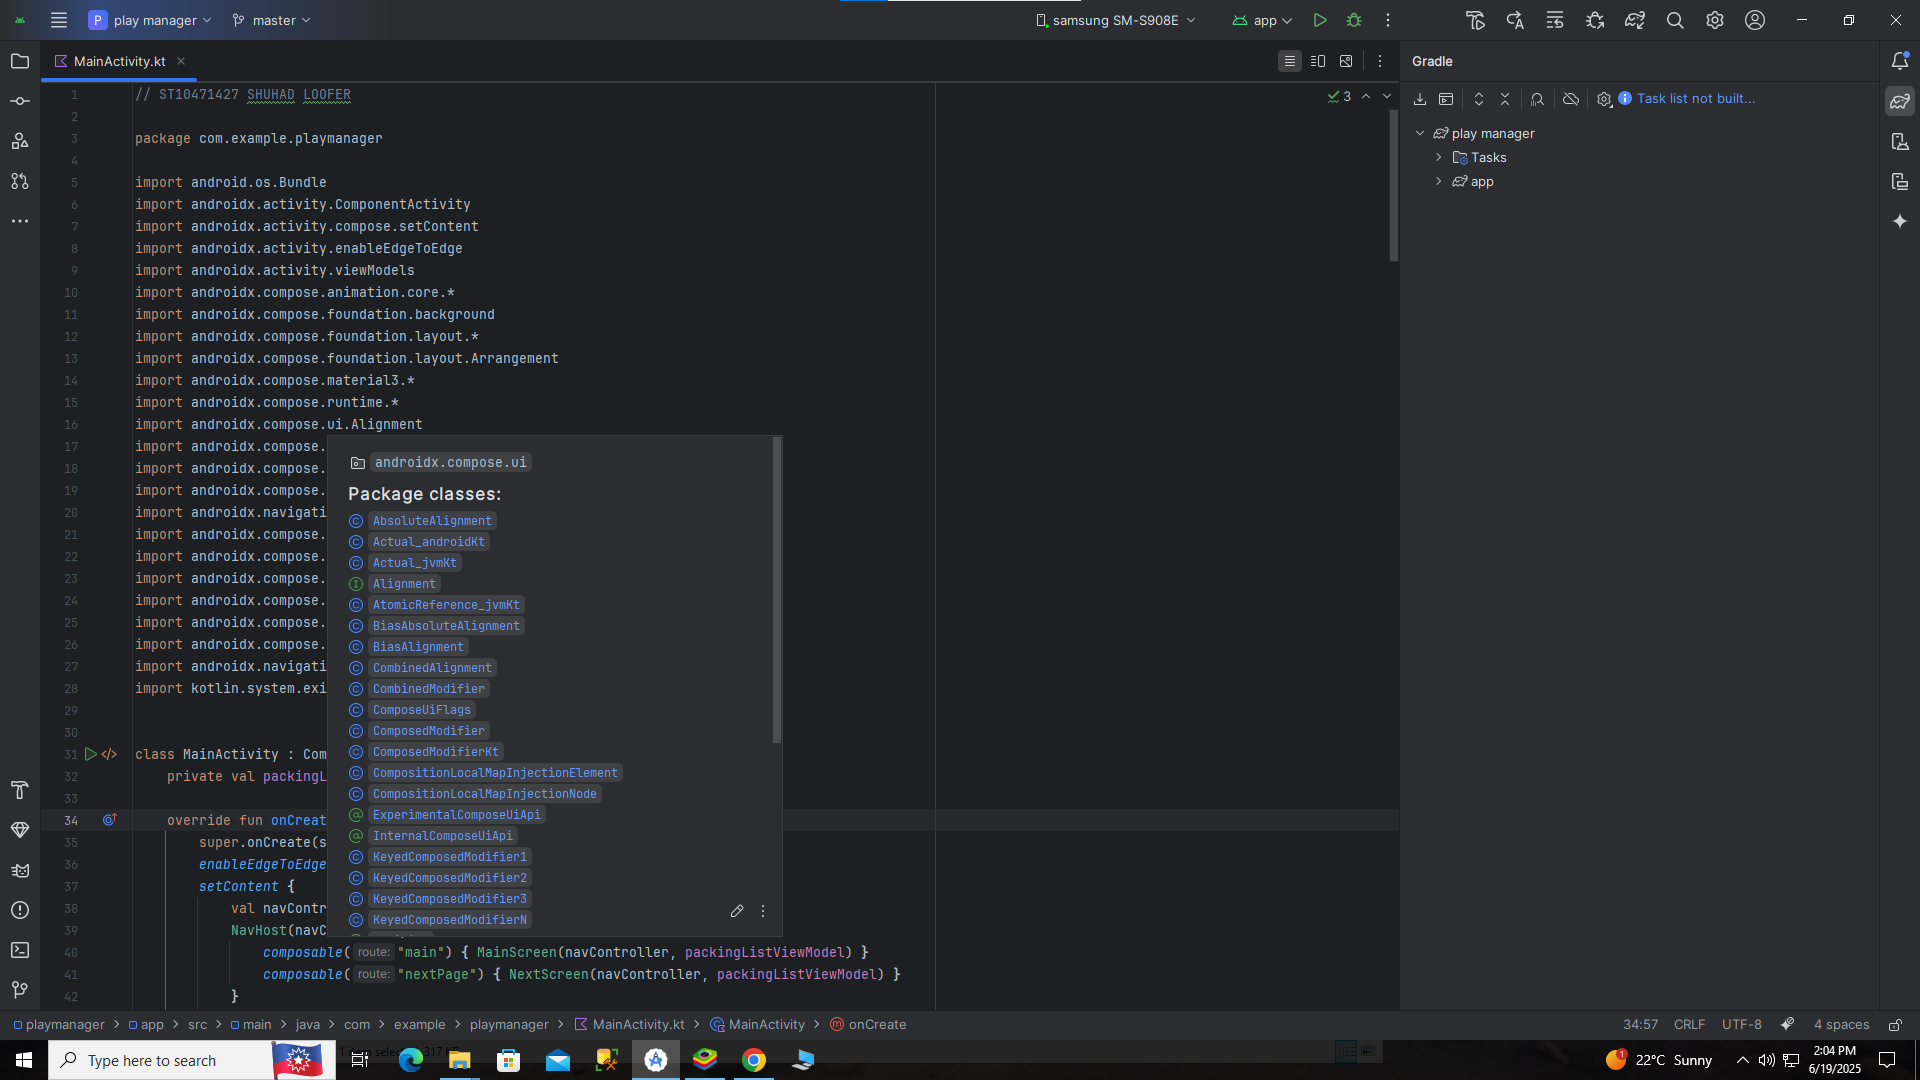 P play manager master samsung SM-S908E app
MainActivity.kt Gradle
1 // ST10471427 SHUHAD LOOFER 3 Task list not built...
2
3 package com.example.playmanager play manager
4 Tasks
5 import android.os.Bundle app
6 import androidx.activity.ComponentActivity
7 import androidx.activity.compose.setContent
8 import androidx.activity.enableEdgeToEdge
9 import androidx.activity.viewModels
10 import androidx.compose.animation.core.*
11 import androidx.compose.foundation.background
12 import androidx.compose.foundation.layout.*
13 import androidx.compose.foundation.layout.Arrangement
14 import androidx.compose.material3.*
15 import androidx.compose.runtime.*
16 import androidx.compose.ui.Alignment
17 import androidx.compose.
18 import androidx.compose.
19 import androidx.compose.
20 import androidx.navigati
21 import androidx.compose.
22 import androidx.compose.
23 import androidx.compose.
24 import androidx.compose.
25 import androidx.compose.
26 import androidx.compose.
27 import androidx.navigati
28 import kotlin.system.exi
29
30
31 class MainActivity : Com
32 private val packingL
33
34 override fun onCreat
35 super.onCreate(s
36 enableEdgeToEdge
37 setContent {
38 val navContr
39 NavHost(navC
40 composable( route: "main") { MainScreen(navController, packingListViewModel) }
41 composable( route: "nextPage") { NextScreen(navController, packingListViewModel) }
42 }
androidx.compose.ui
Package classes:
AbsoluteAlignment
Actual_androidKt
Actual_jvmKt
Alignment
AtomicReference_jvmKt
BiasAbsoluteAlignment
BiasAlignment
CombinedAlignment
CombinedModifier
ComposeUiFlags
ComposedModifier
ComposedModifierKt
CompositionLocalMapInjectionElement
CompositionLocalMapInjectionNode
ExperimentalComposeUiApi
InternalComposeUiApi
KeyedComposedModifier1
KeyedComposedModifier2
KeyedComposedModifier3
KeyedComposedModifierN
playmanager > app > src > main > java > com > example > playmanager > MainActivity.kt > MainActivity > onCreate 34:57 CRLF UTF-8 4 spaces
Type here to search 22°C Sunny 2:04 PM
6/19/2025